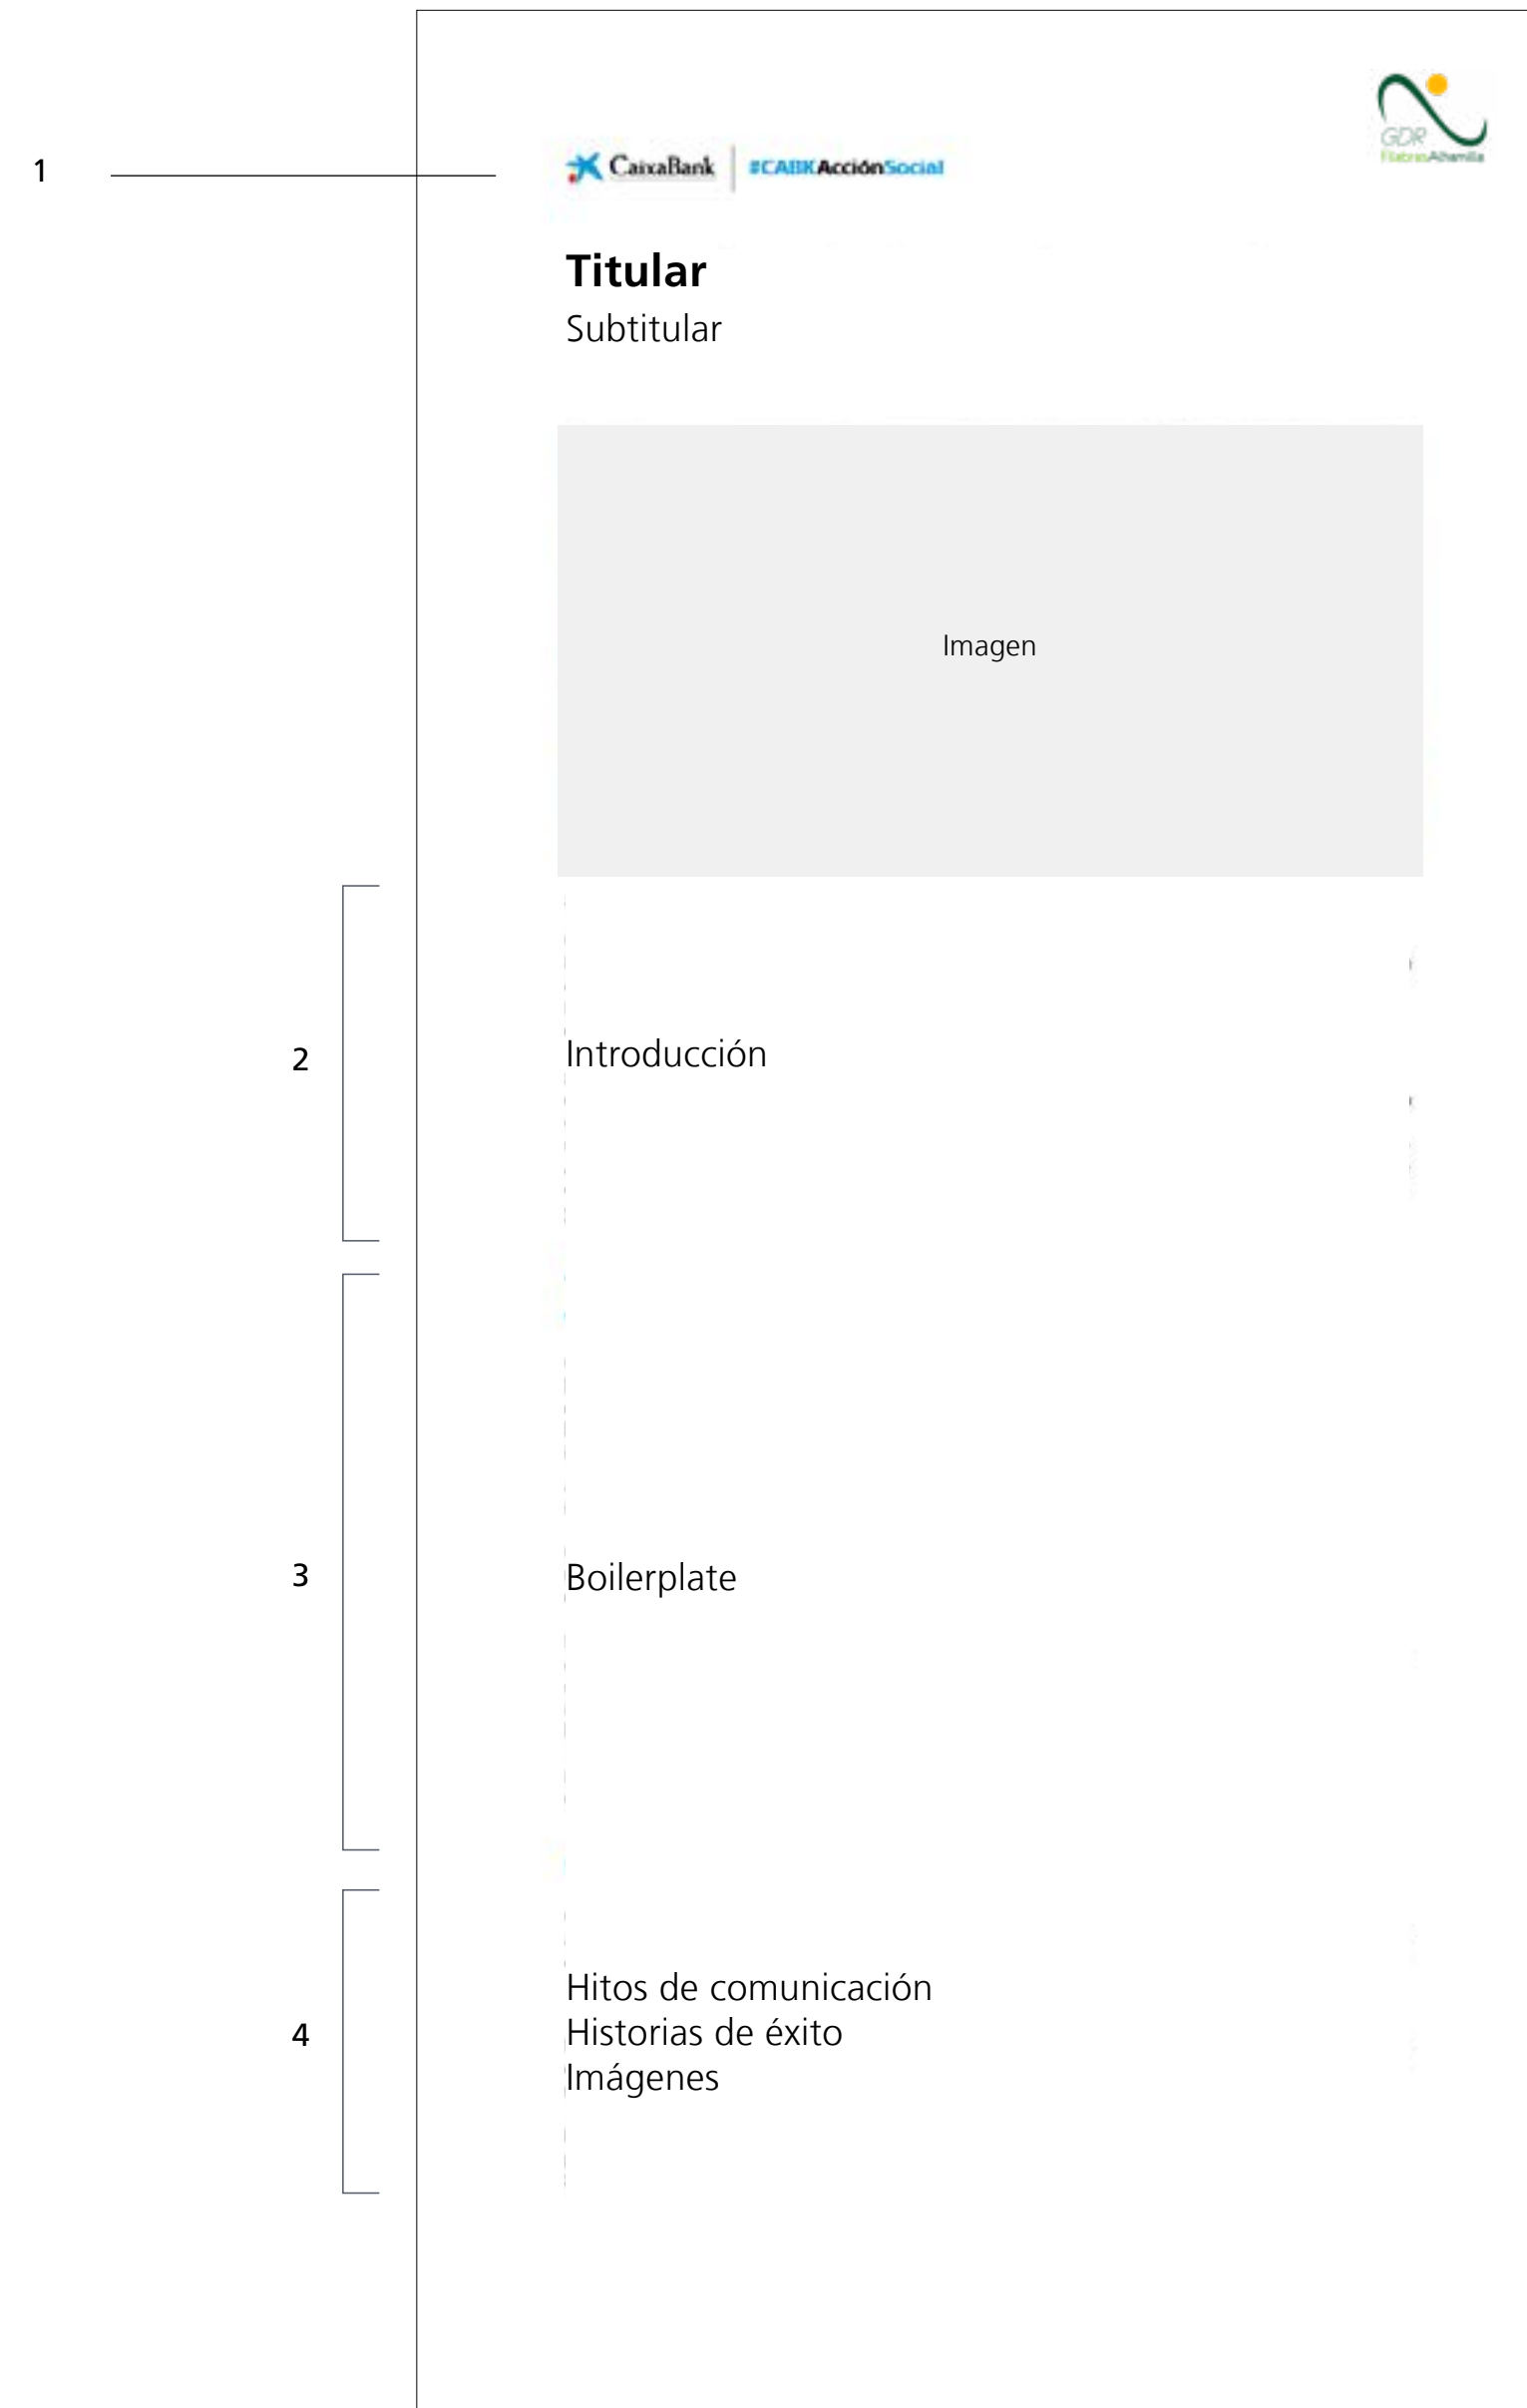 GDR
FilabresAlhamilla
1
CaixaBank
#CABKAcciónSocial
Titular
Subtitular
Imagen
2
Introducción
3
Boilerplate
4
Hitos de comunicación
Historias de éxito
Imágenes